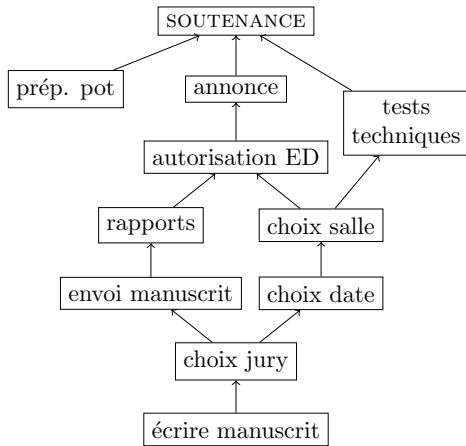 SOUTENANCE
prép. pot
annonce
tests
techniques
autorisation ED
rapports
choix salle
envoi manuscrit
choix date
choix jury
écrire manuscrit